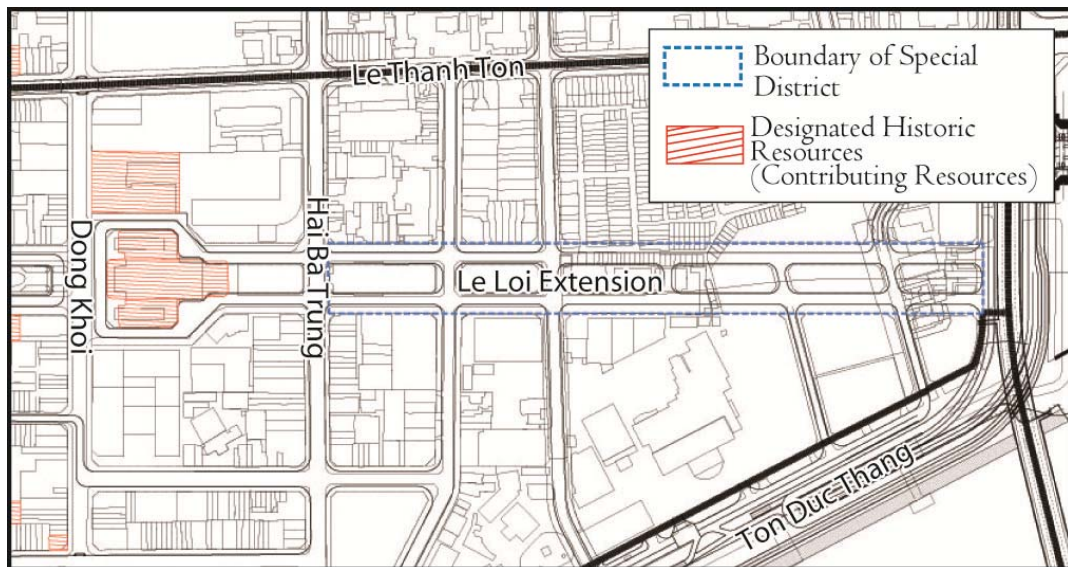 Le Thanh Ton
Boundary of Special
District
Designated Historic
Resources
(Contributing Resources)
Dong Khoi
Hai Ba Trung
Le Loi Extension
Ton Duc Thang